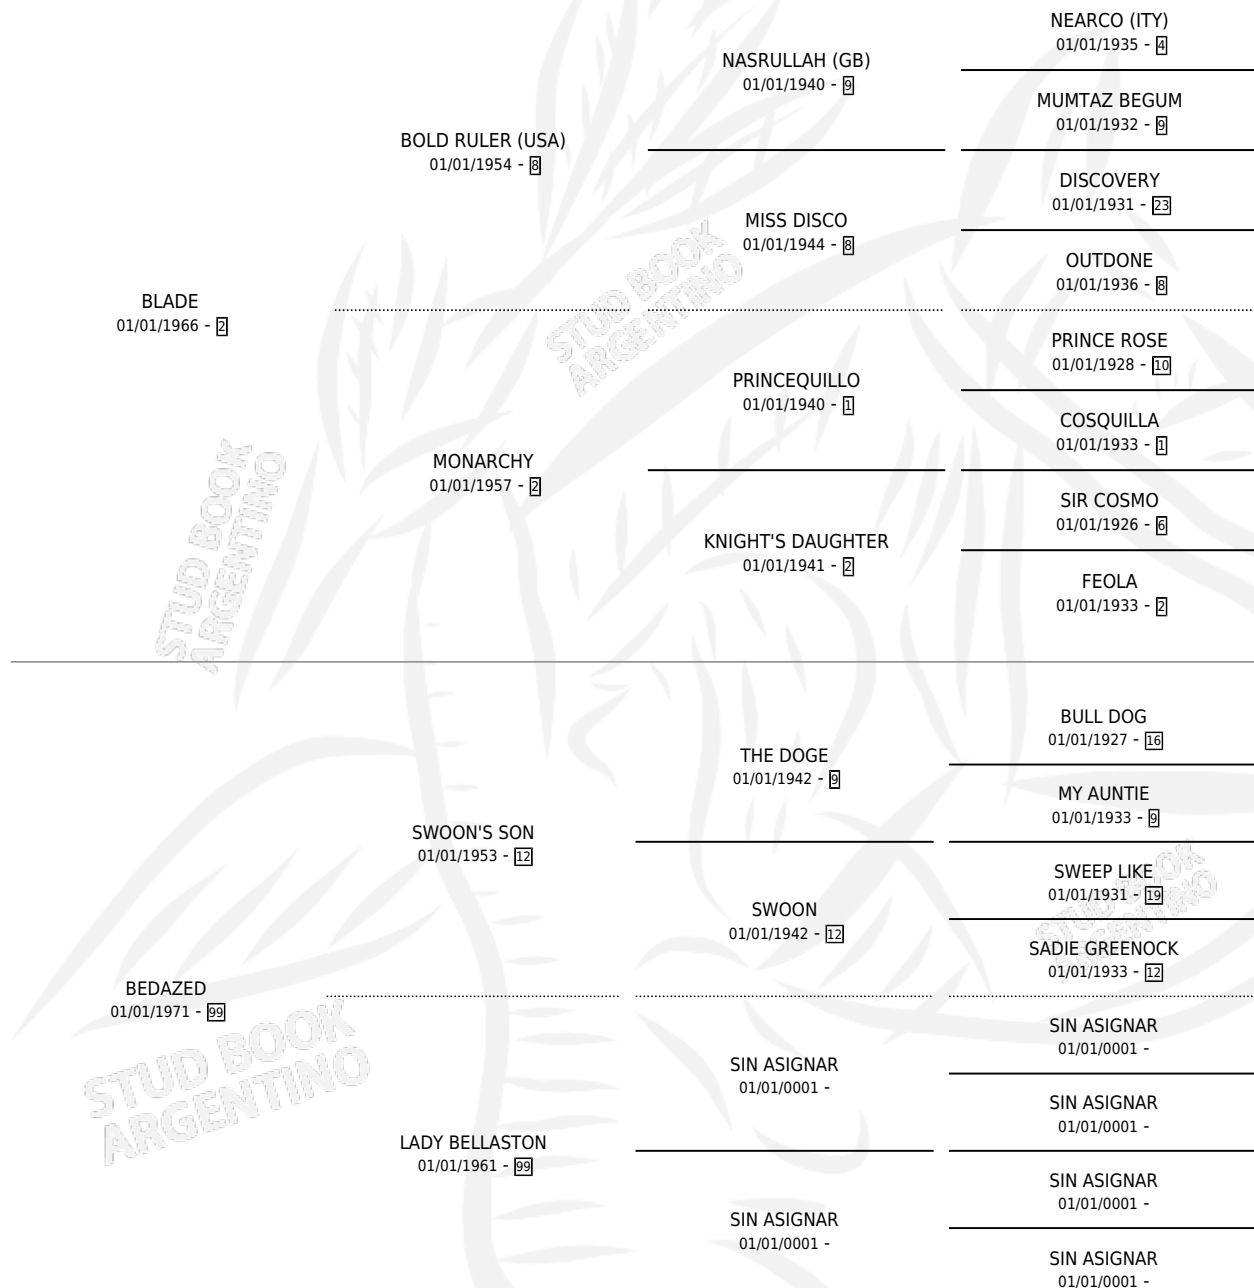 NEARCO (ITY)
01/01/1935 - 4
NASRULLAH (GB)
01/01/1940 - 9
MUMTAZ BEGUM
01/01/1932 - 9
BOLD RULER (USA)
01/01/1954 - 8
DISCOVERY
01/01/1931 - 23
MISS DISCO
01/01/1944 - 8
OUTDONE
01/01/1936 - 8
BLADE
01/01/1966 - 2
PRINCE ROSE
01/01/1928 - 10
PRINCEQUILLO
01/01/1940 - 1
COSQUILLA
01/01/1933 - 1
MONARCHY
01/01/1957 - 2
SIR COSMO
01/01/1926 - 6
KNIGHT'S DAUGHTER
01/01/1941 - 2
FEOLA
01/01/1933 - 2
BULL DOG
01/01/1927 - 16
THE DOGE
01/01/1942 - 9
MY AUNTIE
01/01/1933 - 9
SWOON'S SON
01/01/1953 - 12
SWEEP LIKE
01/01/1931 - 19
SWOON
01/01/1942 - 12
SADIE GREENOCK
01/01/1933 - 12
BEDAZED
01/01/1971 - 99
SIN ASIGNAR
01/01/0001 -
SIN ASIGNAR
01/01/0001 -
SIN ASIGNAR
01/01/0001 -
LADY BELLASTON
01/01/1961 - 99
SIN ASIGNAR
01/01/0001 -
SIN ASIGNAR
01/01/0001 -
SIN ASIGNAR
01/01/0001 -
STUD BOOK
ARGENTINO
STUD BOOK
ARGENTINO
STUD BOOK
ARGENTINO
STUD BOOK
ARGENTINO